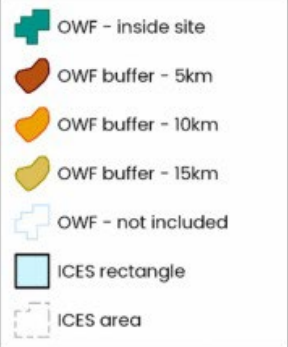 OWF - inside site
OWF buffer - 5km
OWF buffer - 10km
OWF buffer - 15km
OWF - not included
ICES rectangle
ICES area